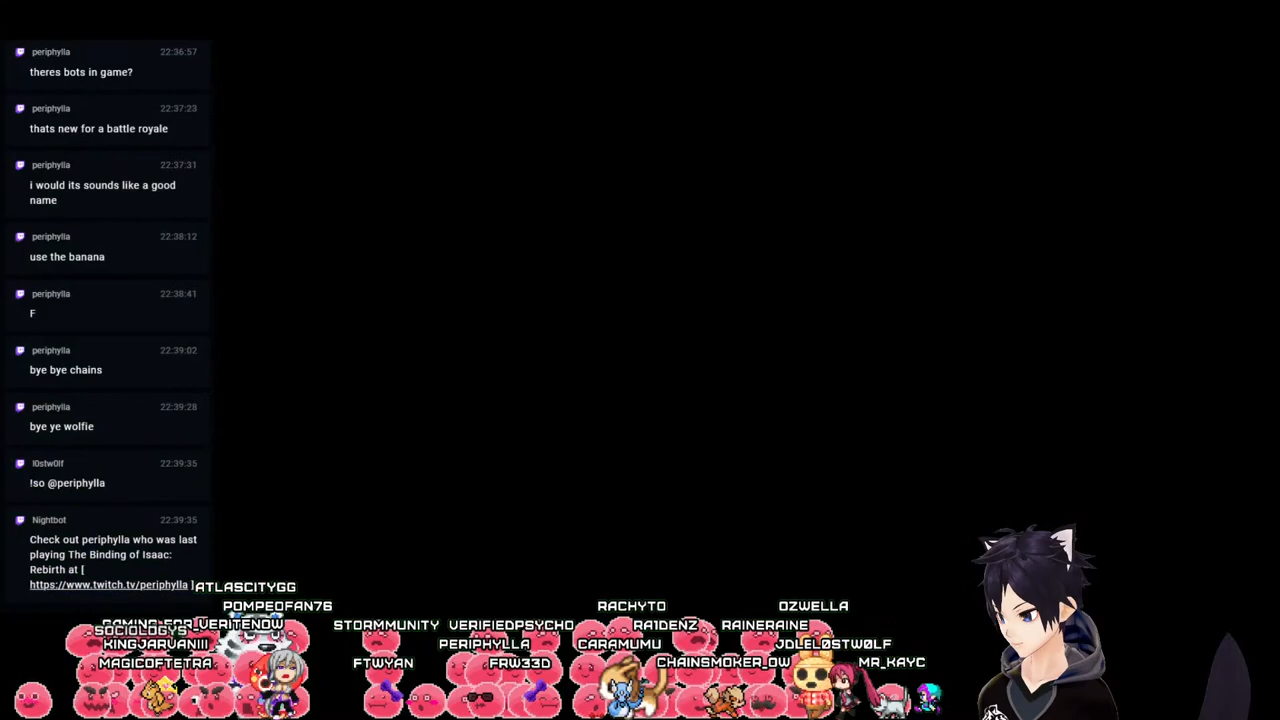 periphylla 22:36:57
theres bots in game?
periphylla 22:37:23
thats new for a battle royale
periphylla 22:37:31
i would its sounds like a good
name
periphylla 22:38:12
use the banana
periphylla 22:38:41
F
periphylla 22:39:02
bye bye chains
periphylla 22:39:28
bye ye wolfie
l0stw0lf 22:39:35
!so @periphylla
Nightbot 22:39:35
Check out periphylla who was last
playing The Binding of Isaac:
Rebirth at [
https://www.twitch.tv/periphylla ]
ATLASCITYGG
POMPEOFAN76 RACHYTO OZWELLA
GAMING_FOR_VERITENOW STORMMUNITY VERIFIEDPSYCHO RA1DENZ RAINERAINE
SOCIOLOGYS
KINGJARVANIII PERIPHYLLA CARAMUMU JDLELØSTWØLF
MAGICOFTETRA FTWYAN FRW33D CHAINSMOKER_OW MR_KAYC